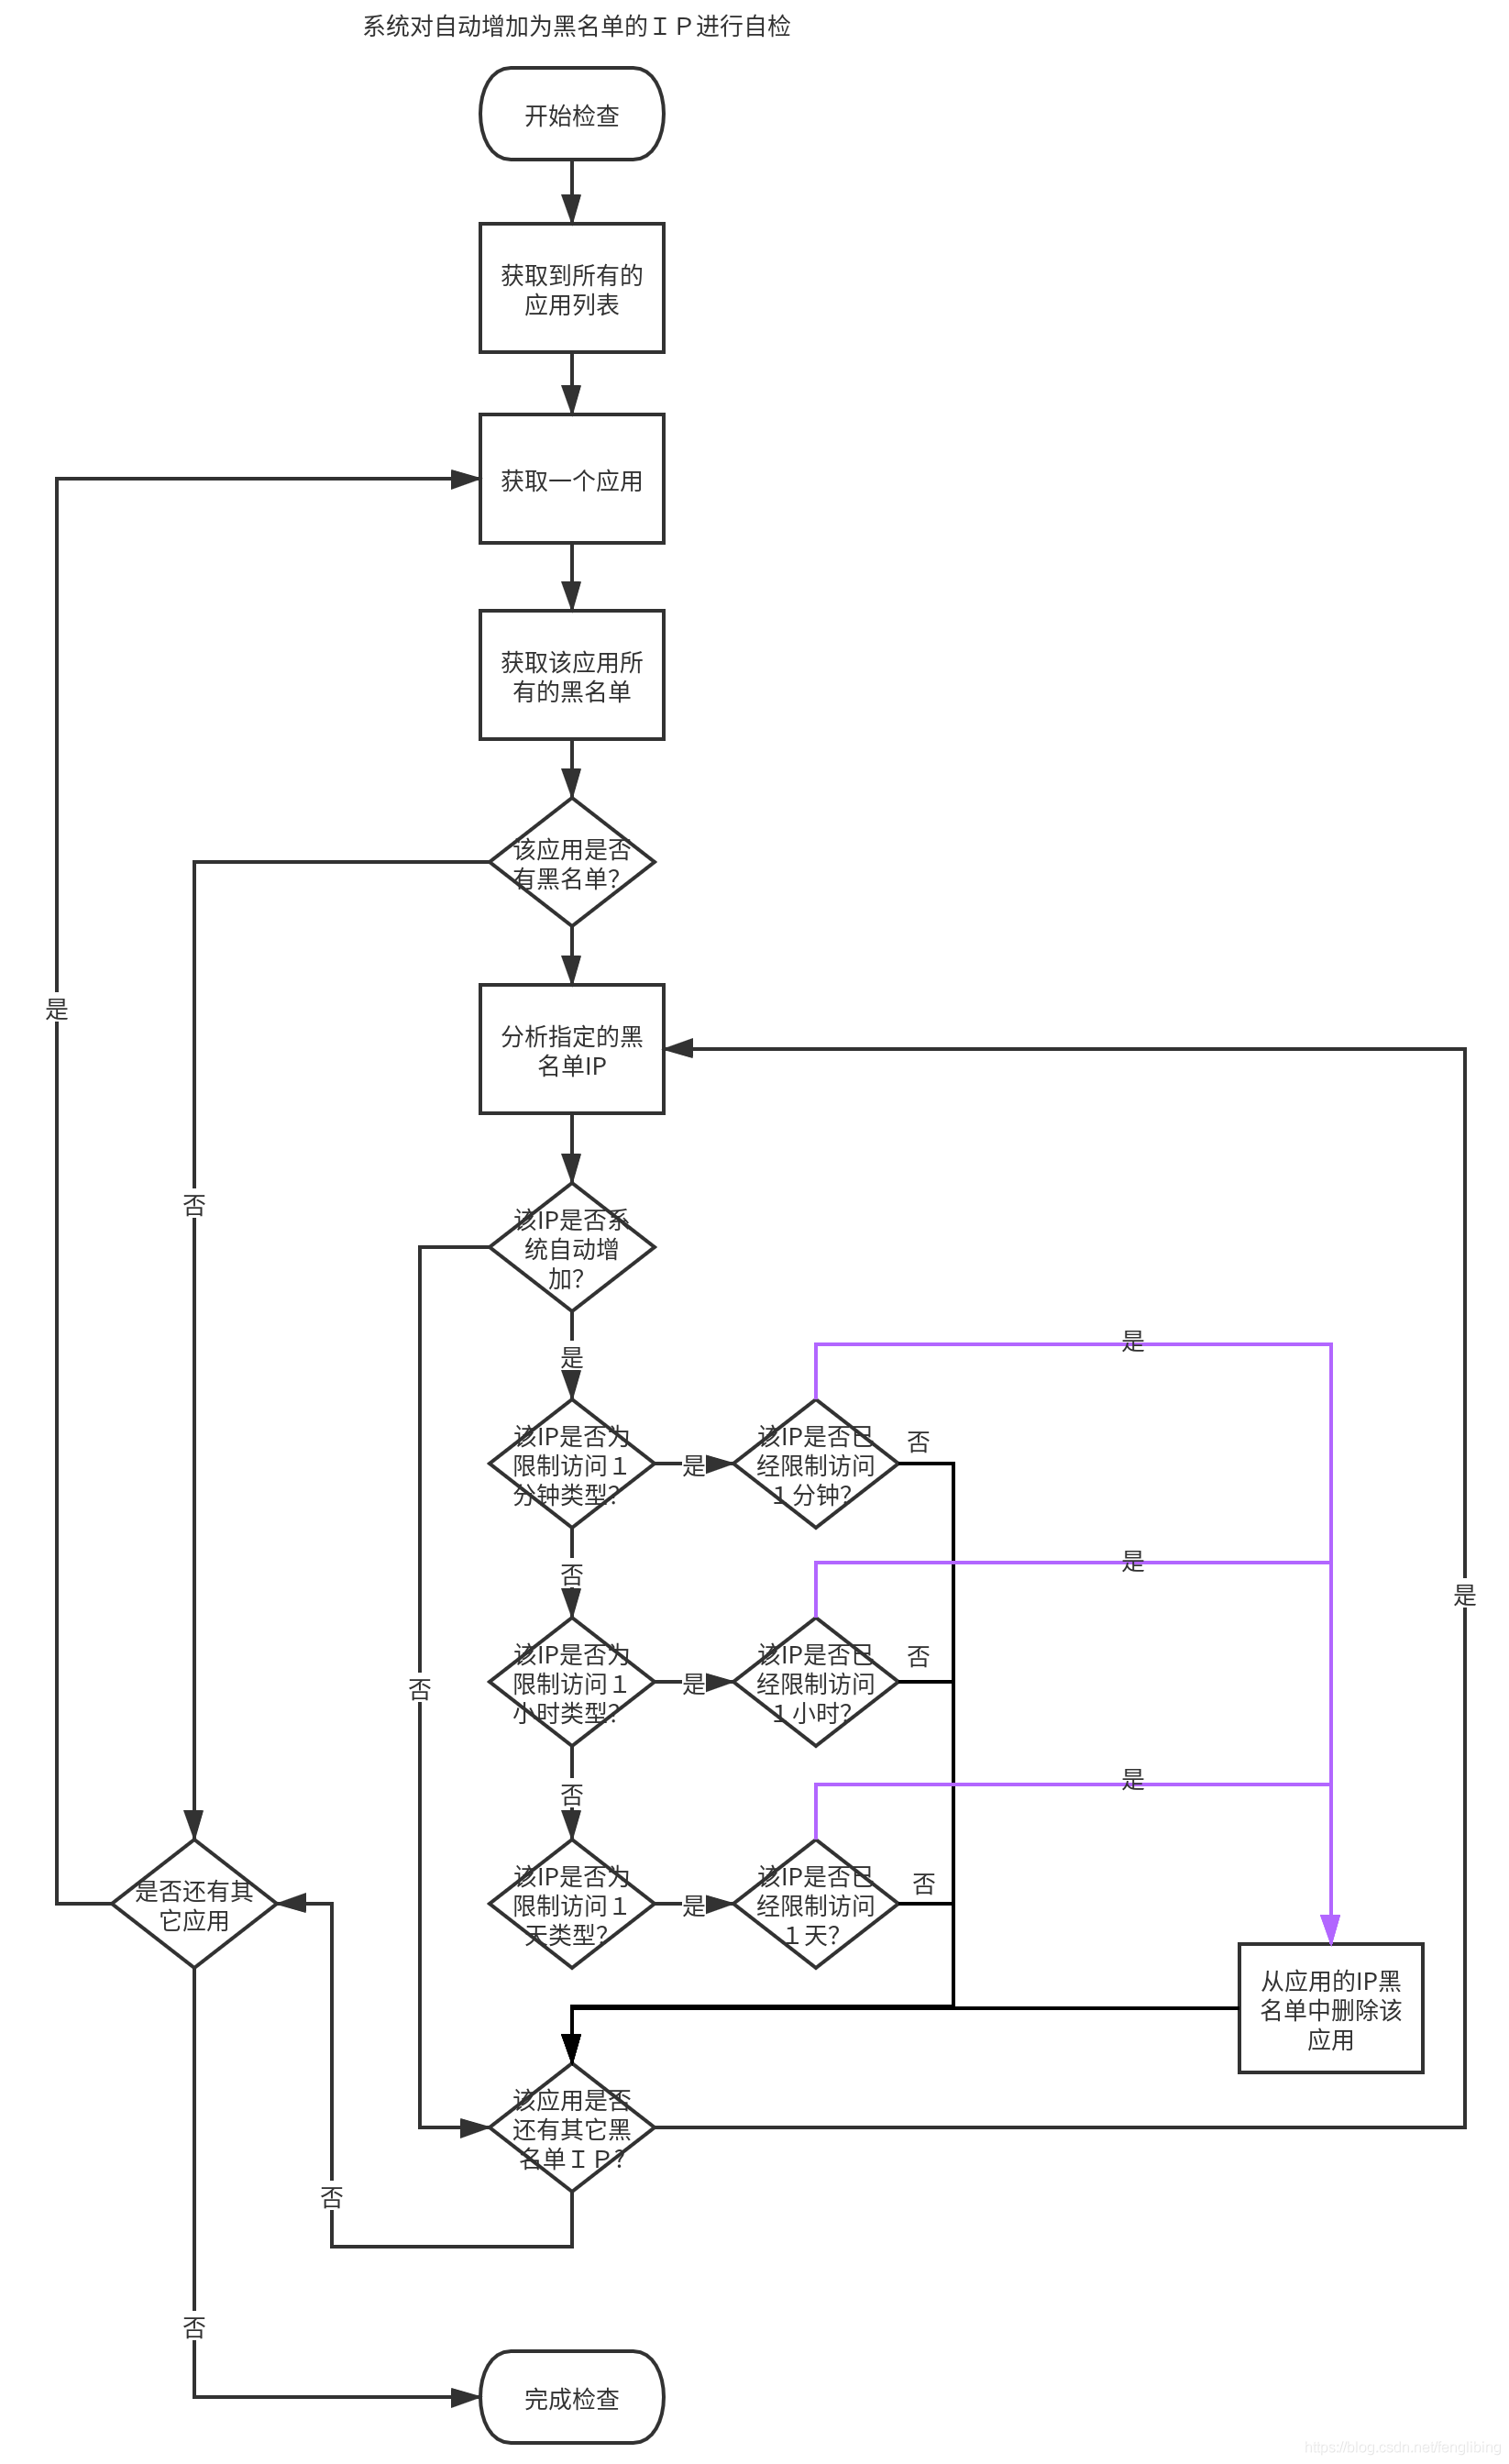 系统对自动增加为黑名单的ＩＰ进行自检
开始检查
获取到所有的
应用列表
获取一个应用
获取该应用所
有的黑名单
该应用是否
有黑名单?
是
分析指定的黑
名单IP
否
该IP是否系
统自动增
加?
是
是
该IP是否为
限制访问１
分钟类型?
是
该IP是否已
经限制访问
１分钟?
否
否
是
是
该IP是否为
限制访问１
小时类型?
是
该IP是否已
经限制访问
１小时?
否
否
否
是
是否还有其
它应用
该IP是否为
限制访问１
天类型?
是
该IP是否已
经限制访问
１天?
否
从应用的IP黑
名单中删除该
应用
该应用是否
还有其它黑
名单ＩＰ?
否
否
完成检查
https://blog.csdn.net/fenglibing